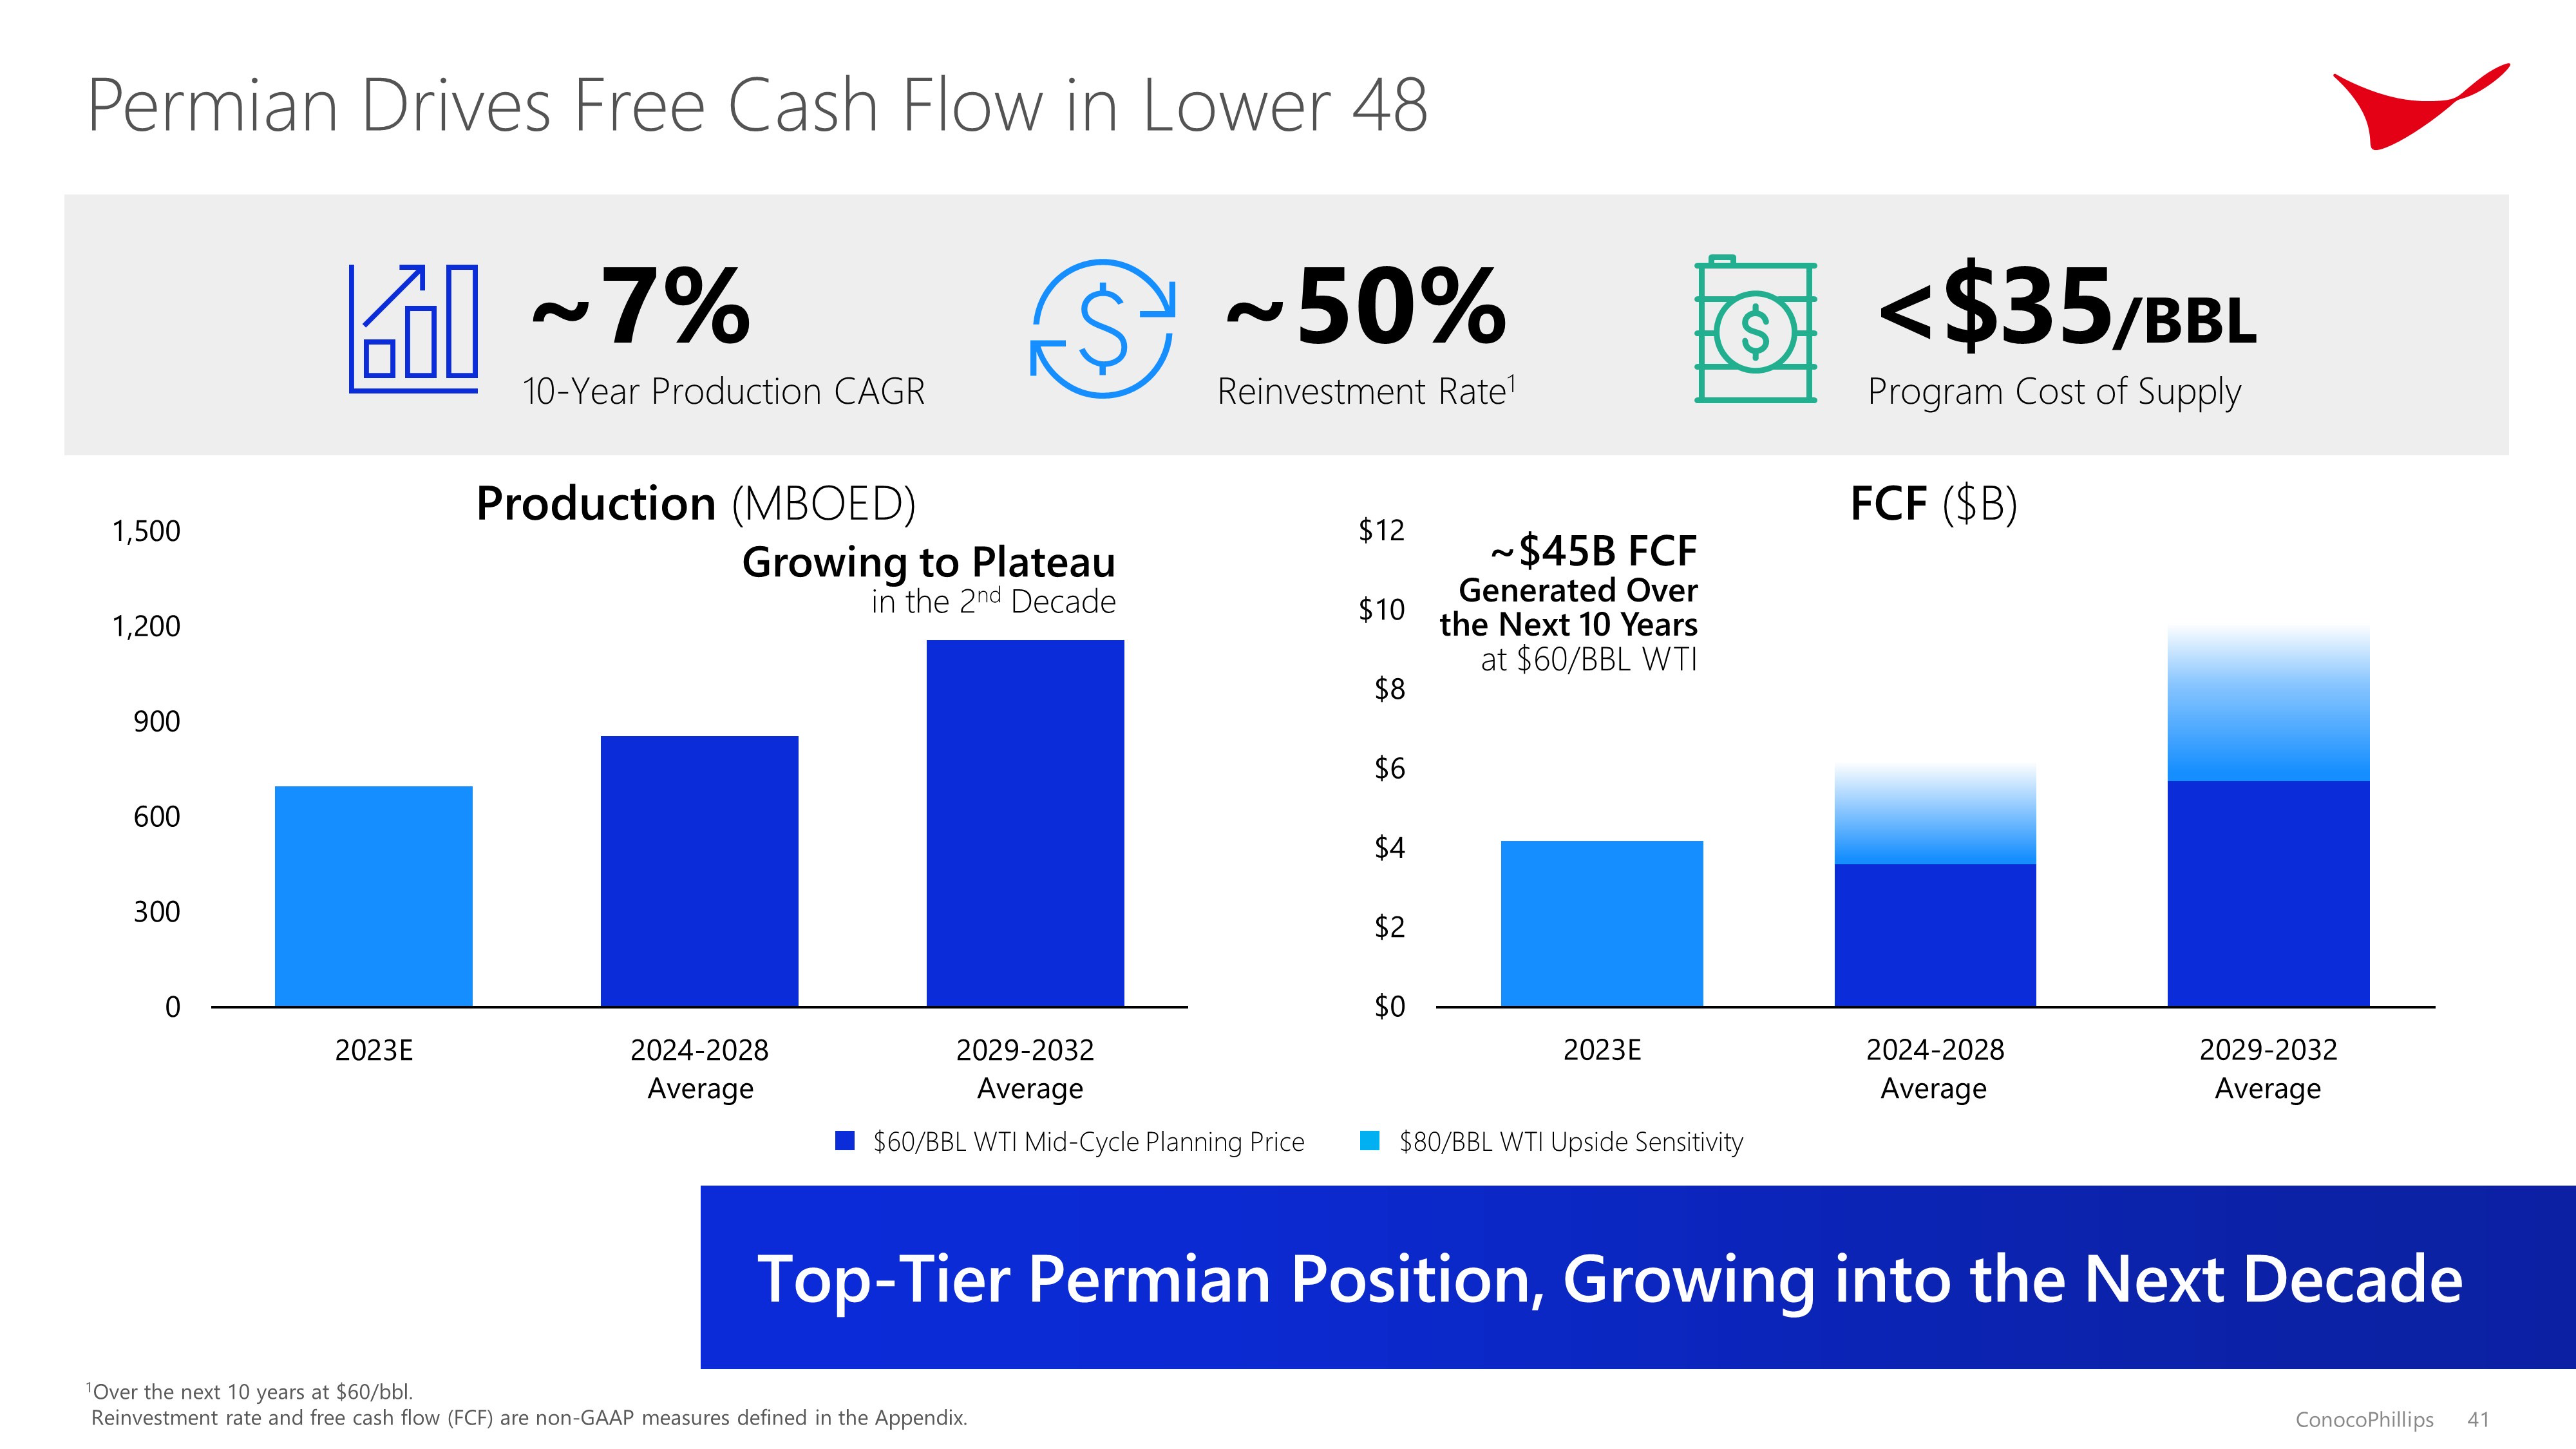 Permian Drives Free Cash Flow in Lower 48
~7%
10-Year Production CAGR
~50%
Reinvestment Rate¹
<$35/BBL
Program Cost of Supply
Production (MBOED)
Growing to Plateau
in the 2nd Decade
1,500
1,200
900
600
300
0
2023E
2024-2028
Average
2029-2032
Average
FCF ($B)
~$45B FCF
Generated Over
the Next 10 Years
at $60/BBL WTI
$12
$10
$8
$6
$4
$2
$0
2023E
2024-2028
Average
2029-2032
Average
$60/BBL WTI Mid-Cycle Planning Price
$80/BBL WTI Upside Sensitivity
Top-Tier Permian Position, Growing into the Next Decade
¹Over the next 10 years at $60/bbl.
Reinvestment rate and free cash flow (FCF) are non-GAAP measures defined in the Appendix.
ConocoPhillips 41